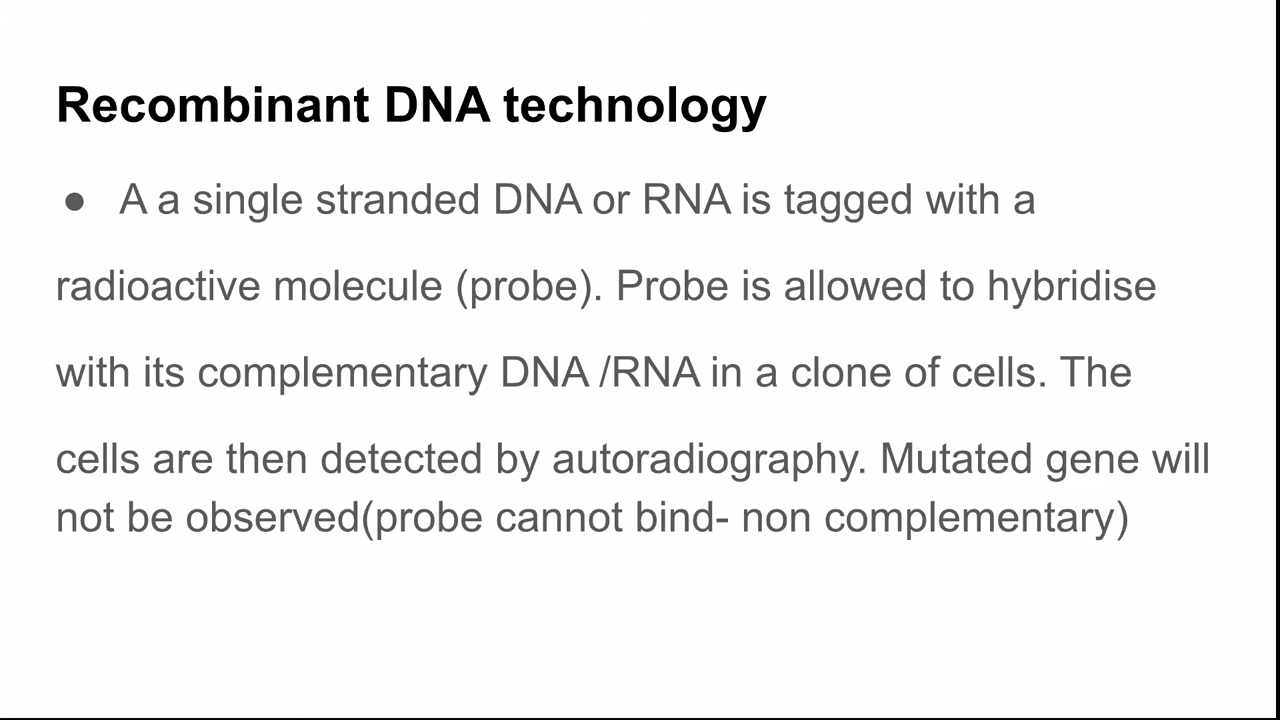 Recombinant DNA technology
● A a single stranded DNA or RNA is tagged with a
radioactive molecule (probe). Probe is allowed to hybridise
with its complementary DNA /RNA in a clone of cells. The
cells are then detected by autoradiography. Mutated gene will
not be observed(probe cannot bind- non complementary)